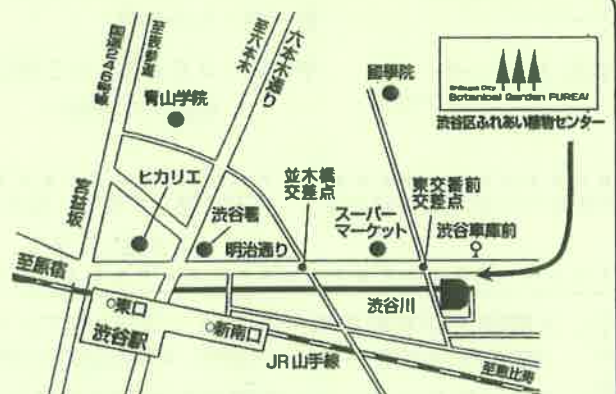 至表参道
国道246号線
青山学院
至六本木
六本木通り
國學院
Shibuya City
Botanical Garden FUREAI
渋谷区ふれあい植物センター
宮益坂
ヒカリエ
渋谷署
明治通り
並木橋
交差点
スーパー
マーケット
東交番前
交差点
渋谷車庫前
至原宿
東口
渋谷駅
新南口
渋谷川
JR山手線
至恵比寿